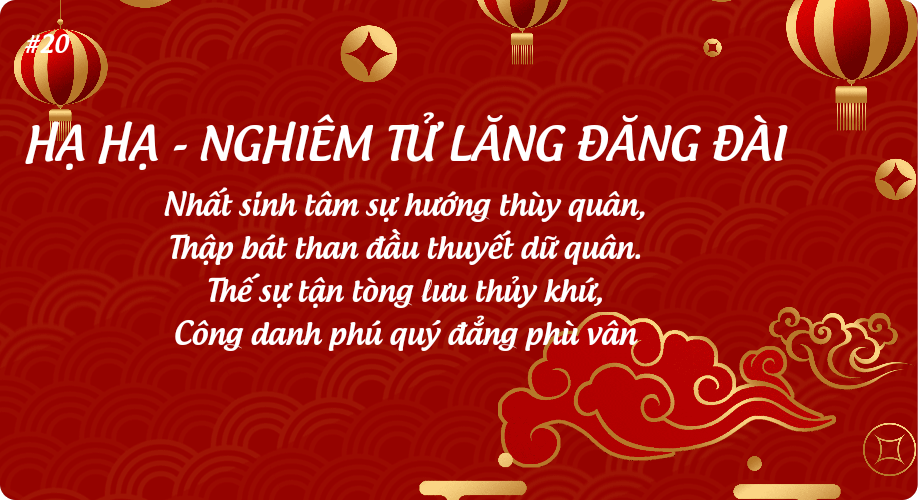 #20
HẠ HẠ - NGHIÊM TỬ LĂNG ĐĂNG ĐÀI
Nhất sinh tâm sự hướng thùy quân,
Thập bát than đầu thuyết dữ quân.
Thế sự tận tòng lưu thủy khứ,
Công danh phú quý đẳng phù vân